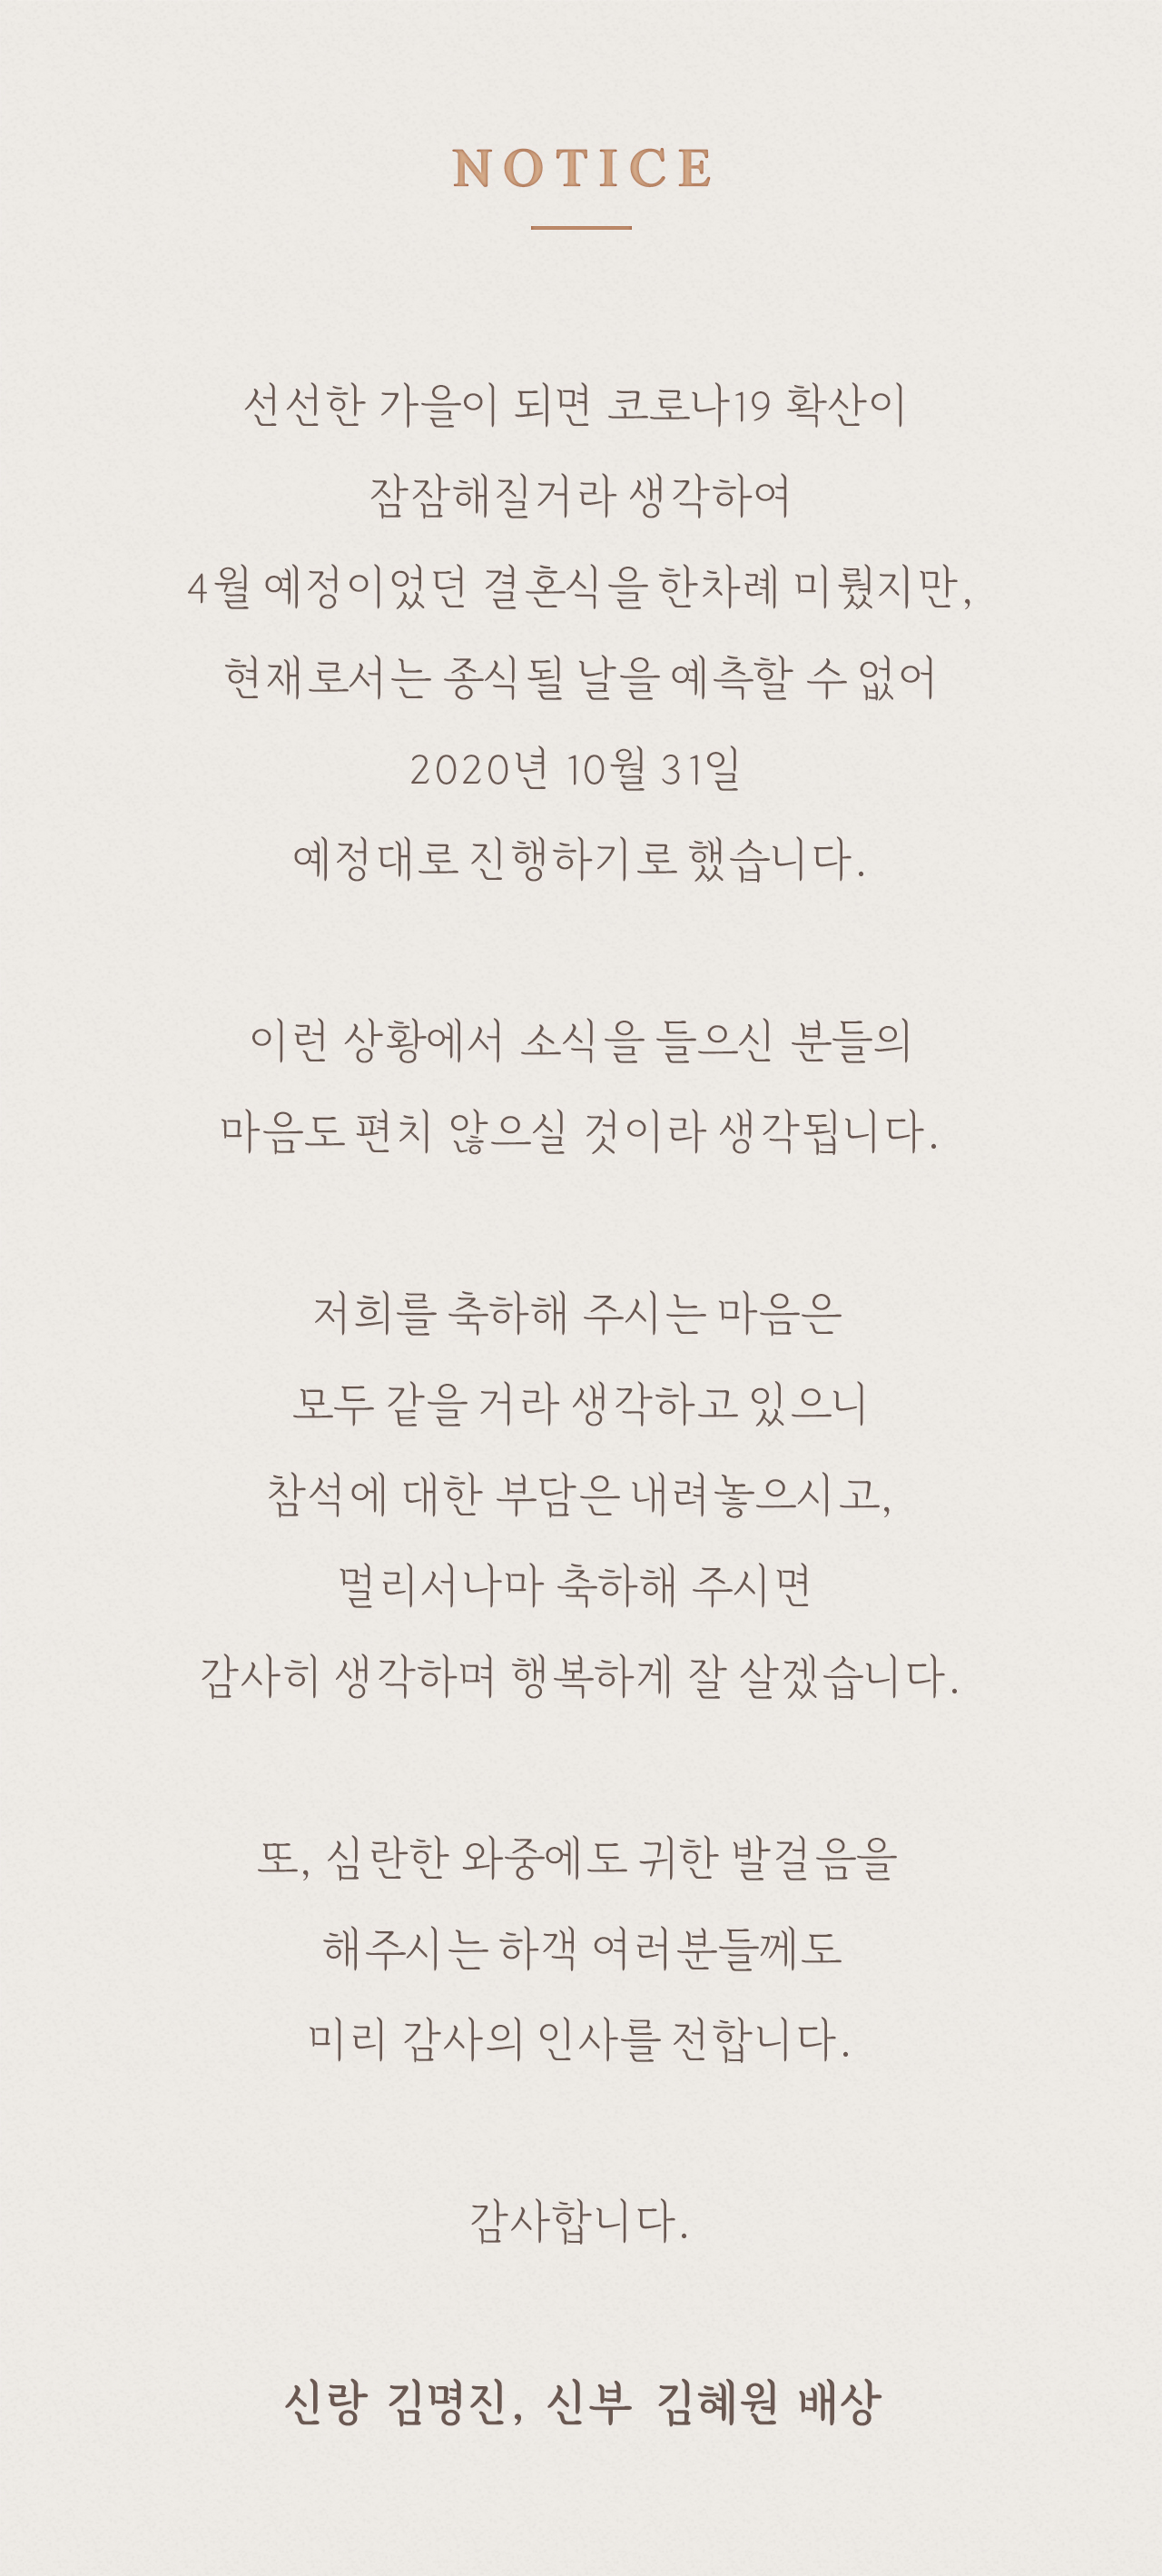 NOTICE
선선한 가을이 되면 코로나19 확산이
잠잠해질거라 생각하여
4월 예정이었던 결혼식을 한차례 미뤘지만,
현재로서는 종식될 날을 예측할 수 없어
2020년 10월 31일
예정대로 진행하기로 했습니다.
이런 상황에서 소식을 들으신 분들의
마음도 편치 않으실 것이라 생각됩니다.
저희를 축하해 주시는 마음은
모두 같을 거라 생각하고 있으니
참석에 대한 부담은 내려놓으시고,
멀리서나마 축하해 주시면
감사히 생각하며 행복하게 잘 살겠습니다.
또, 심란한 와중에도 귀한 발걸음을
해주시는 하객 여러분들께도
미리 감사의 인사를 전합니다.
감사합니다.
신랑 김명진, 신부 김혜원 배상